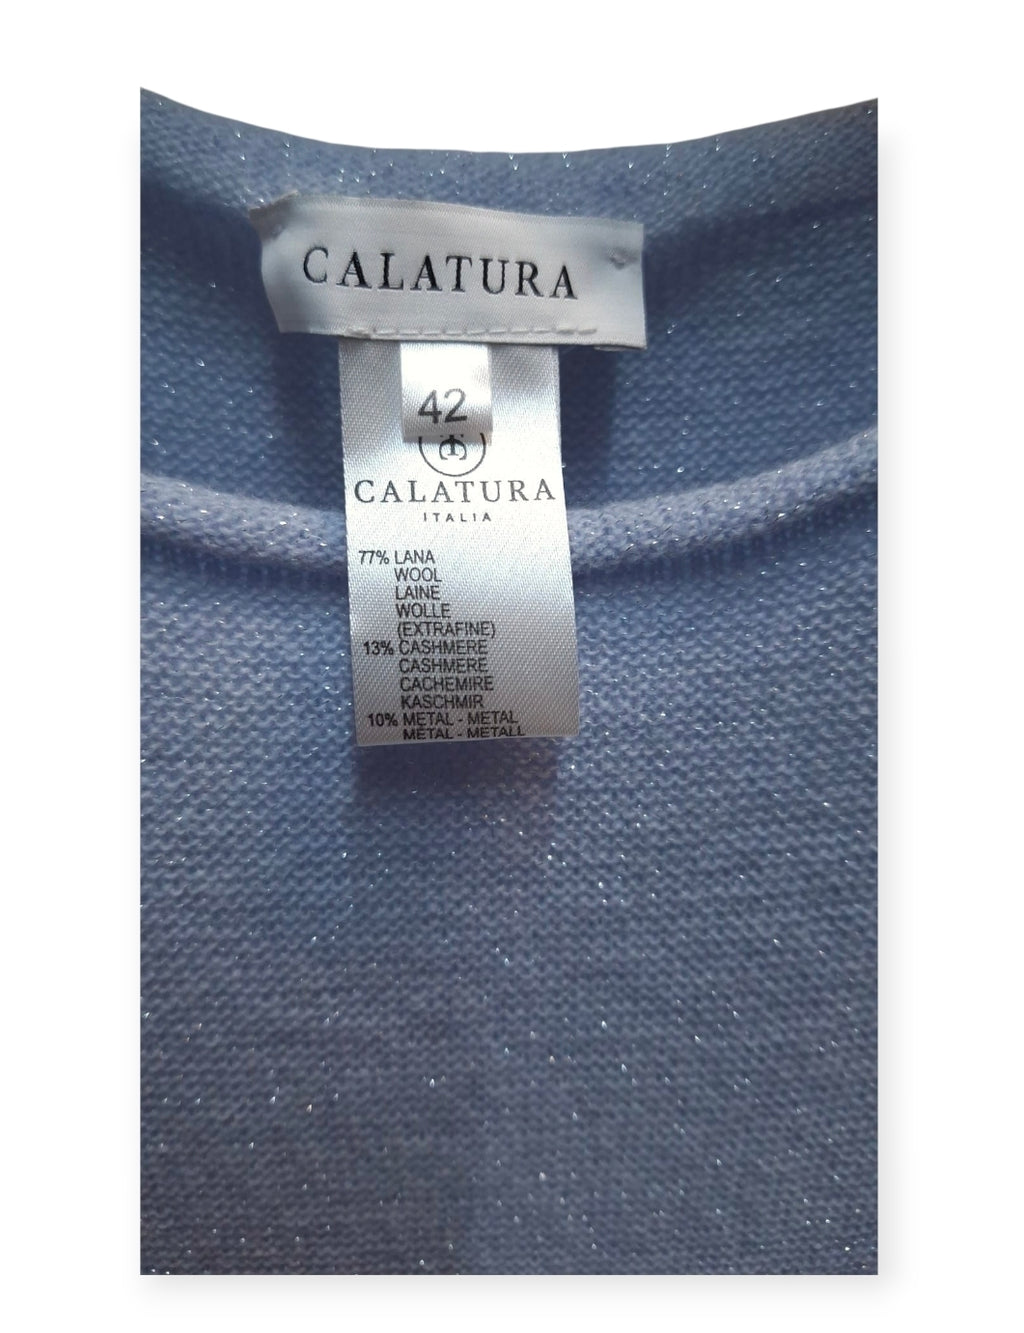 CALATURA
42
CALATURA
ITALIA
77% LANA
WOOL
LAINE
WOLLE
(EXTRAFINE)
13% CASHMERE
CASHMERE
CACHEMIRE
KASCHMIR
10% METAL - METAL
MÉTAL - METALL